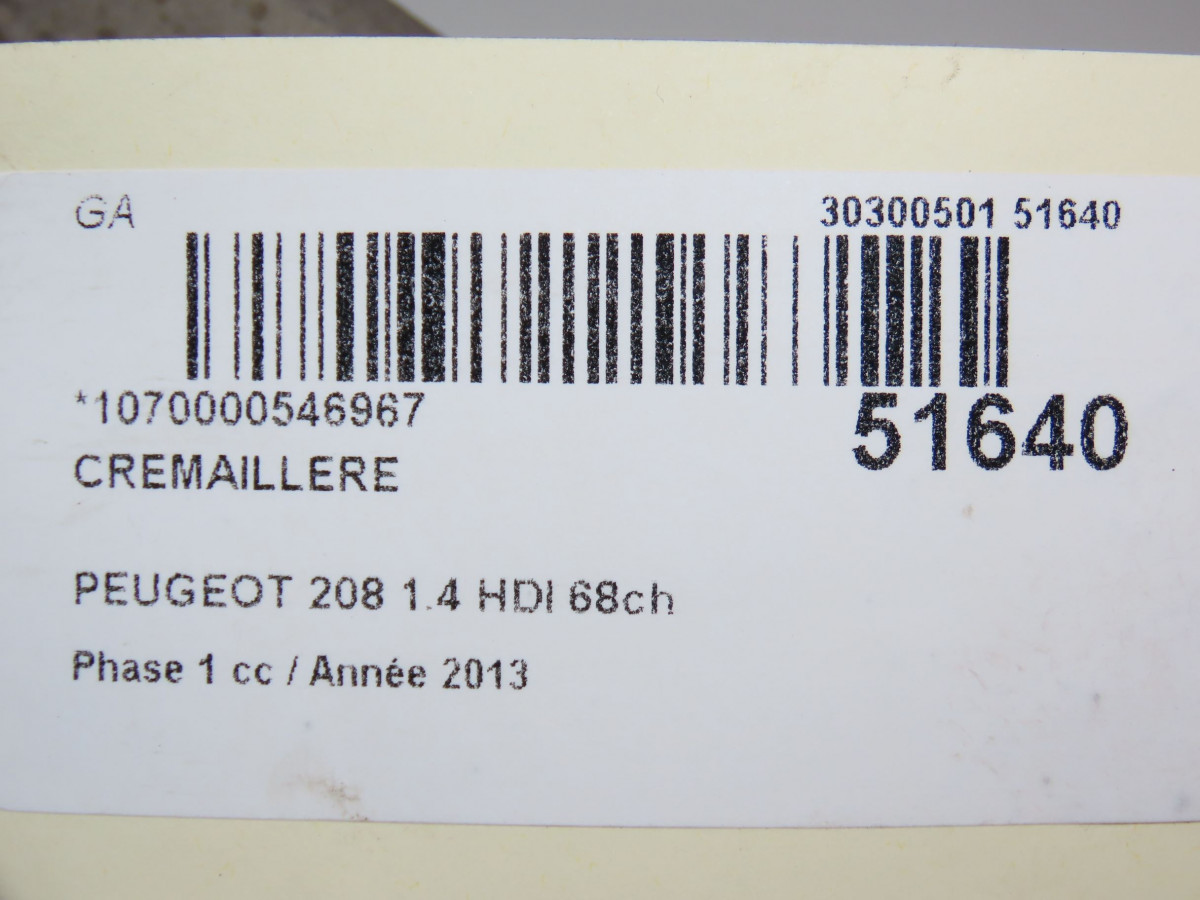 GA
30300501 51640
*1070000546967
51640
CREMAILLERE
PEUGEOT 208 1.4 HDI 68ch
Phase 1 cc / Année 2013